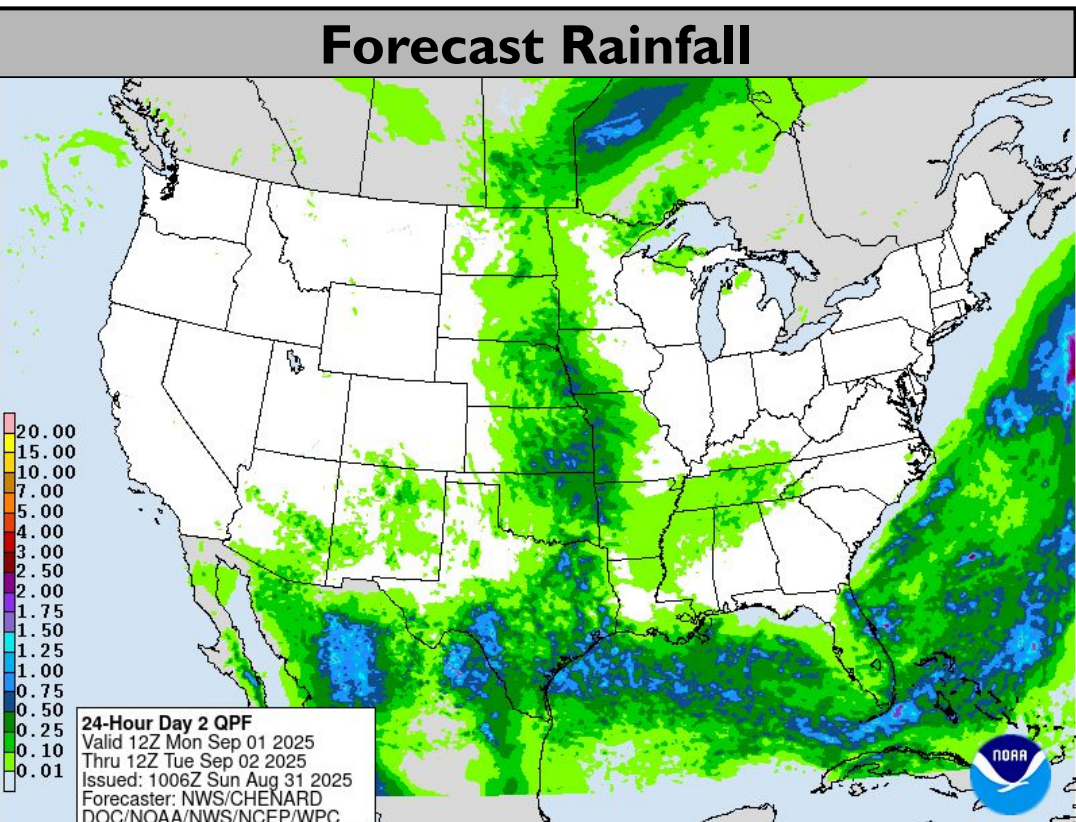 Forecast Rainfall
20.00
15.00
10.00
7.00
5.00
4.00
3.00
2.50
2.00
1.75
1.50
1.25
1.00
0.75
0.50
0.25
0.10
0.01
24-Hour Day 2 QPF
Valid 12Z Mon Sep 01 2025
Thru 12Z Tue Sep 02 2025
Issued: 1006Z Sun Aug 31 2025
Forecaster: NWS/CHENARD
DOC/NOAA/NWS/NCEP/WPC
NOAA